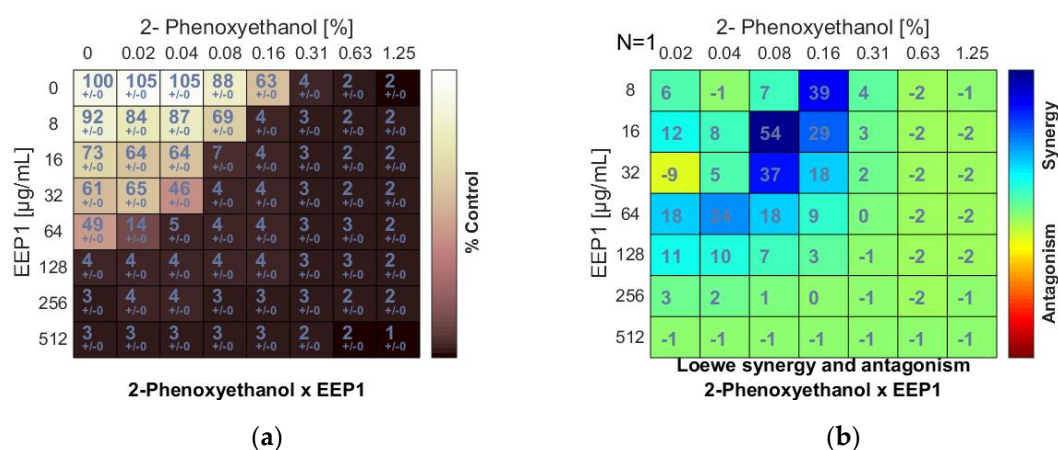 2- Phenoxyethanol [%]
0 0.02 0.04 0.08 0.16 0.31 0.63 1.25
0 100 105 105 88 63 4 2 2
+/-0 +/-0 +/-0 +/-0 +/-0 +/-0 +/-0 +/-0
8 92 84 87 69 4 3 2 2
+/-0 +/-0 +/-0 +/-0 +/-0 +/-0 +/-0 +/-0
16 73 64 64 7 4 3 2 2
+/-0 +/-0 +/-0 +/-0 +/-0 +/-0 +/-0 +/-0
32 61 65 46 4 4 3 2 2
+/-0 +/-0 +/-0 +/-0 +/-0 +/-0 +/-0 +/-0
64 49 14 5 4 4 3 3 2
+/-0 +/-0 +/-0 +/-0 +/-0 +/-0 +/-0 +/-0
128 4 4 4 4 4 3 2 2
+/-0 +/-0 +/-0 +/-0 +/-0 +/-0 +/-0 +/-0
256 3 4 4 3 3 3 2 2
+/-0 +/-0 +/-0 +/-0 +/-0 +/-0 +/-0 +/-0
512 3 3 3 3 3 2 2 1
+/-0 +/-0 +/-0 +/-0 +/-0 +/-0 +/-0 +/-0
EEP1 [µg/mL]
% Control
2-Phenoxyethanol x EEP1
(a)
2- Phenoxyethanol [%]
N=1 0.02 0.04 0.08 0.16 0.31 0.63 1.25
8 6 -1 7 39 4 -2 -1
16 12 8 54 29 3 -2 -2
32 -9 5 37 18 2 -2 -2
64 18 24 18 9 0 -2 -2
128 11 10 7 3 -1 -2 -2
256 3 2 1 0 -1 -2 -1
512 -1 -1 -1 -1 -1 -1 -1
EEP1 [µg/mL]
Synergy
Antagonism
Loewe synergy and antagonism
2-Phenoxyethanol x EEP1
(b)